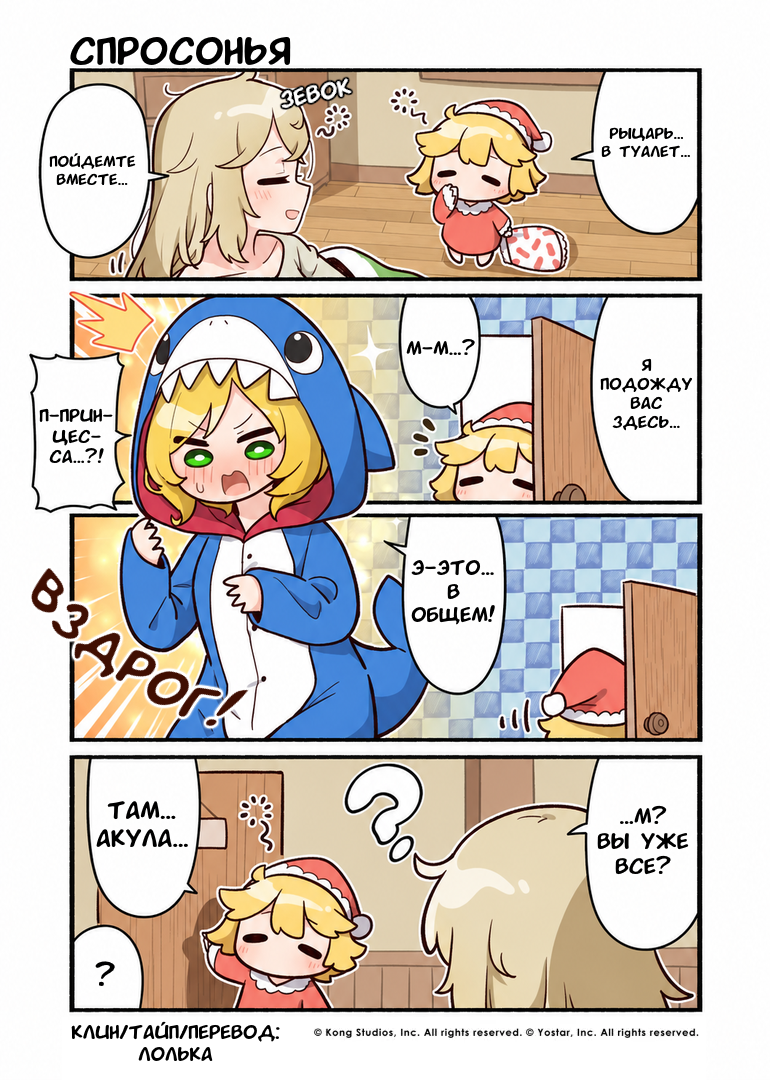 СПРОСОНЬЯ
РЫЦАРЬ...
В ТУАЛЕТ...
ЗЕВОК
ПОЙДЕМТЕ
ВМЕСТЕ...
Я
ПОДОЖДУ
ВАС
ЗДЕСЬ...
М-М...?
П-ПРИН-
ЦЕС-
СА...?!
Э-ЭТО...
В
ОБЩЕМ!
ВЗДРОГ!
...М?
ВЫ УЖЕ
ВСЕ?
?
ТАМ...
АКУЛА...
?
КЛИН/ТАЙП/ПЕРЕВОД:
ЛОЛЬКА
© Kong Studios, Inc. All rights reserved. © Yostar, Inc. All rights reserved.